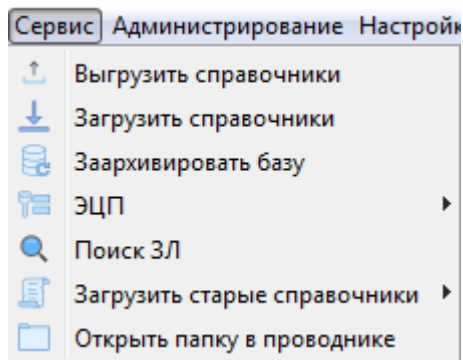 Сервис Администрирование Настройк
Выгрузить справочники
Загрузить справочники
Заархивировать базу
ЭЦП
Поиск ЗЛ
Загрузить старые справочники
Открыть папку в проводнике